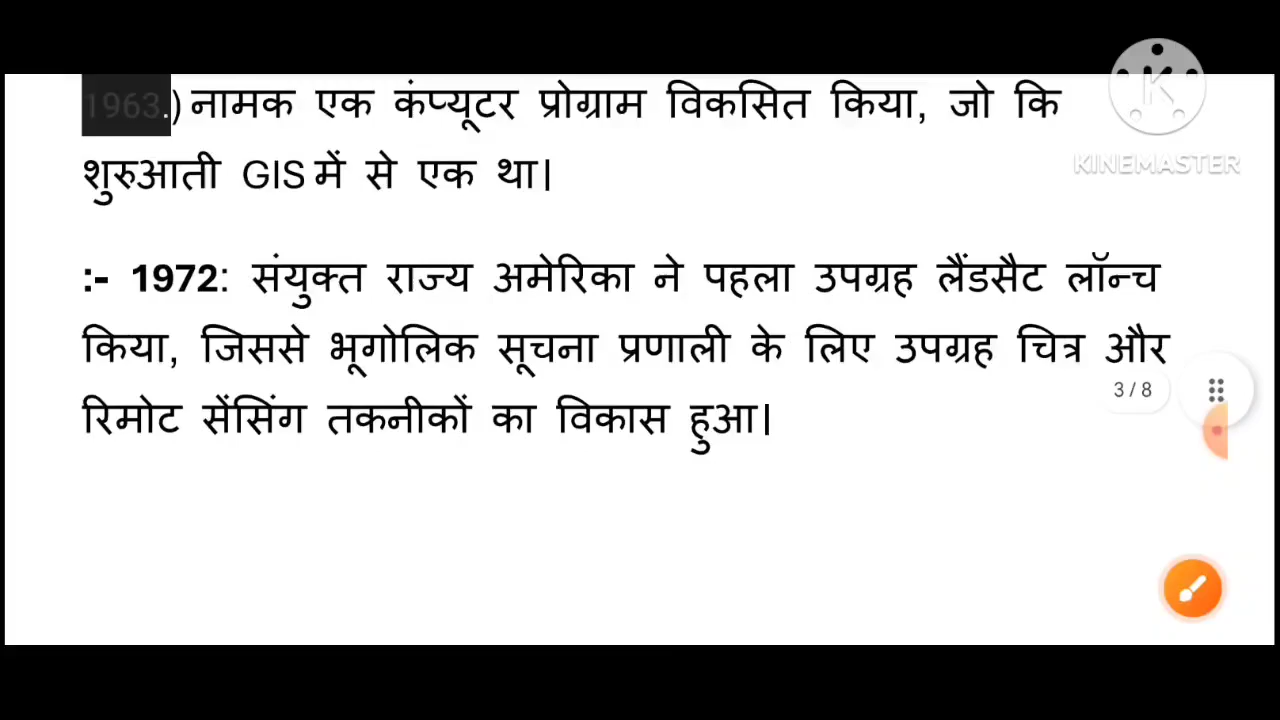 1963.) नामक एक कंप्यूटर प्रोग्राम विकसित किया, जो कि
शुरुआती GIS में से एक था।
:- 1972: संयुक्त राज्य अमेरिका ने पहला उपग्रह लैंडसैट लॉन्च
किया, जिससे भूगोलिक सूचना प्रणाली के लिए उपग्रह चित्र और
रिमोट सेंसिंग तकनीकों का विकास हुआ।
KINEMASTER
3/8